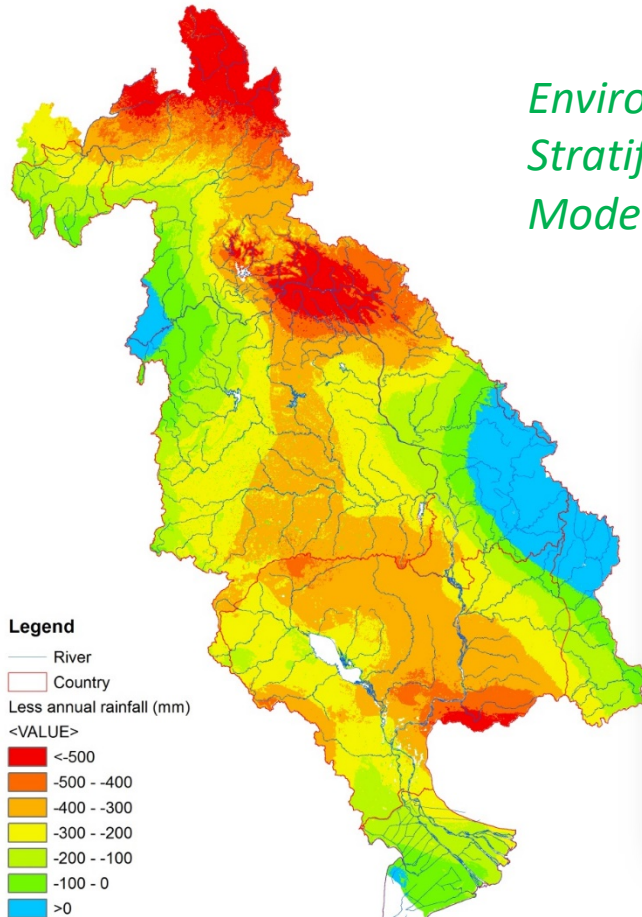 Enviro
Stratif
Mode
Legend
River
Country
Less annual rainfall (mm)
<VALUE>
<-500
-500 - -400
-400 - -300
-300 - -200
-200 - -100
-100 - 0
>0